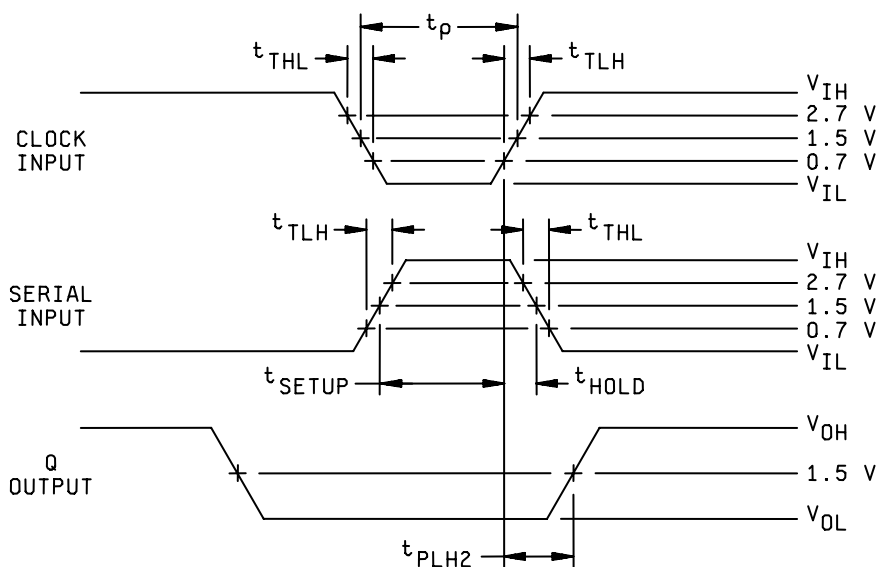 tp
tTHL
tTLH
VIH
2.7 V
CLOCK
INPUT
1.5 V
0.7 V
VIL
tTLH
tTHL
VIH
2.7 V
SERIAL
INPUT
1.5 V
0.7 V
VIL
tSETUP
tHOLD
VOH
Q
OUTPUT
1.5 V
VOL
tPLH2